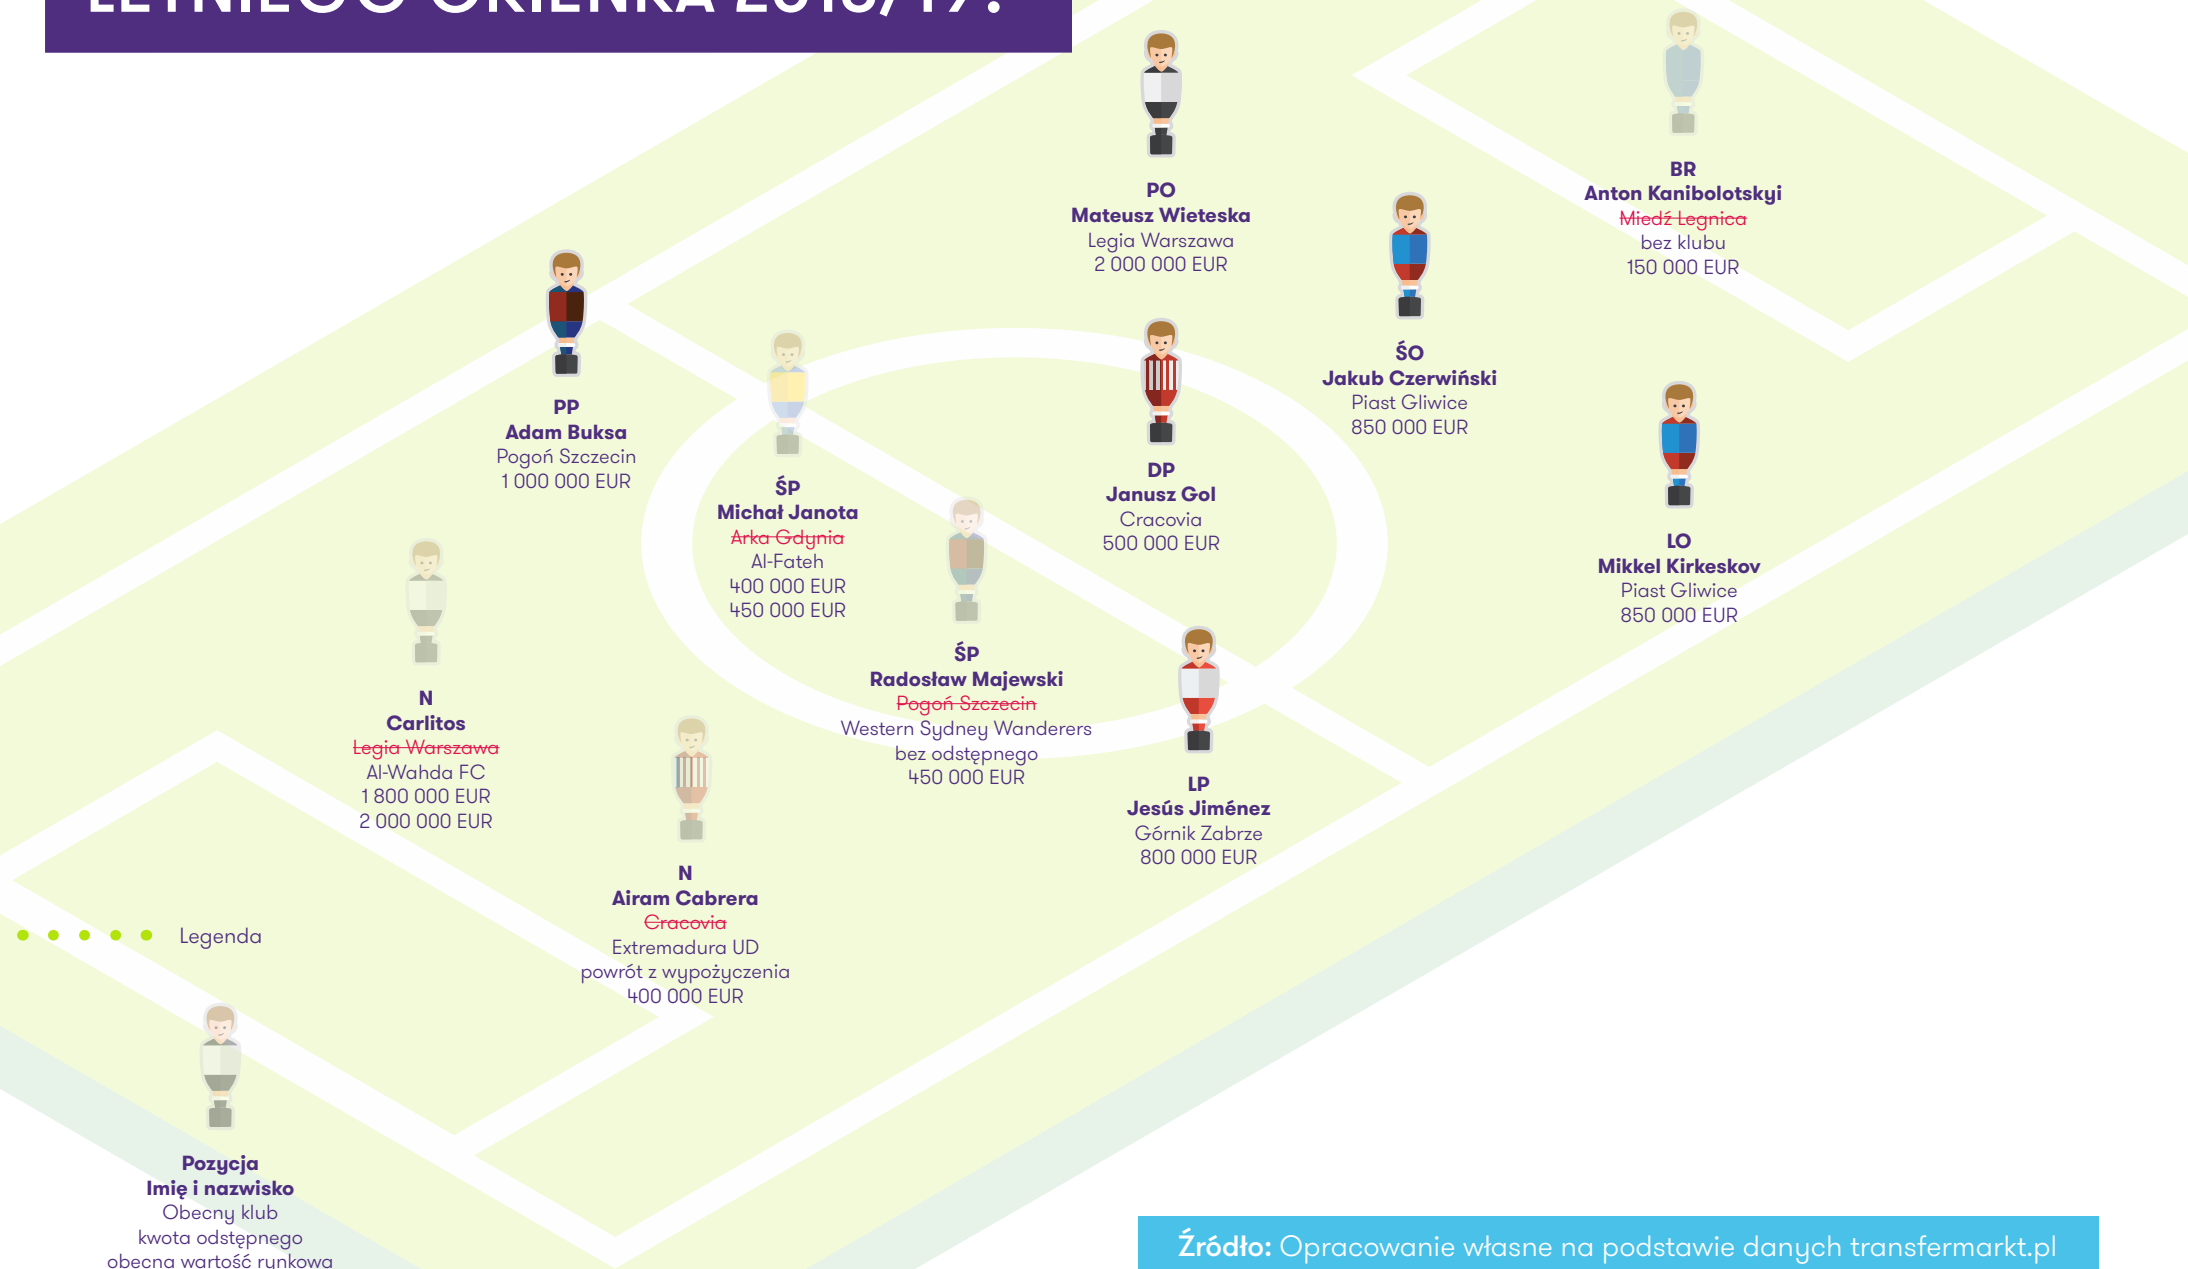 LETNIEGO OKIENKA 2018/19.
PO
Mateusz Wieteska
Legia Warszawa
2 000 000 EUR
BR
Anton Kanibolotskyi
Miedź Legnica
bez klubu
150 000 EUR
ŚO
Jakub Czerwiński
Piast Gliwice
850 000 EUR
PP
Adam Buksa
Pogoń Szczecin
1 000 000 EUR
ŚP
Michał Janota
Arka Gdynia
Al-Fateh
400 000 EUR
450 000 EUR
DP
Janusz Gol
Cracovia
500 000 EUR
LO
Mikkel Kirkeskov
Piast Gliwice
850 000 EUR
ŚP
Radosław Majewski
Pogoń Szczecin
Western Sydney Wanderers
bez odstępnego
450 000 EUR
N
Carlitos
Legia Warszawa
Al-Wahda FC
1 800 000 EUR
2 000 000 EUR
LP
Jesús Jiménez
Górnik Zabrze
800 000 EUR
N
Airam Cabrera
Cracovia
Extremadura UD
powrót z wypożyczenia
400 000 EUR
Legenda
Pozycja
Imię i nazwisko
Obecny klub
kwota odstępnego
obecna wartość rynkowa
Źródło: Opracowanie własne na podstawie danych transfermarkt.pl